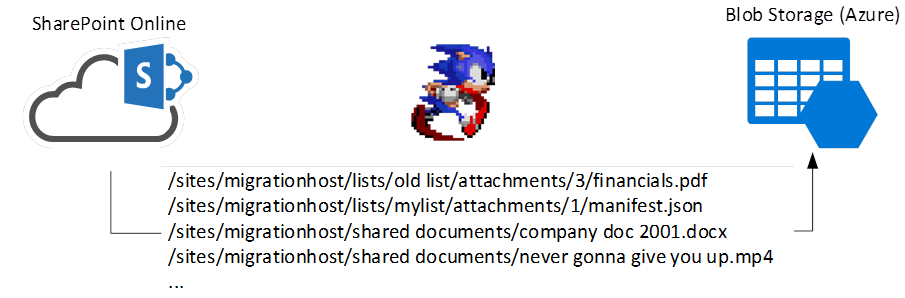 SharePoint Online
Blob Storage (Azure)
S
/sites/migrationhost/lists/old list/attachments/3/financials.pdf
/sites/migrationhost/lists/mylist/attachments/1/manifest.json
/sites/migrationhost/shared documents/company doc 2001.docx
/sites/migrationhost/shared documents/never gonna give you up.mp4
...